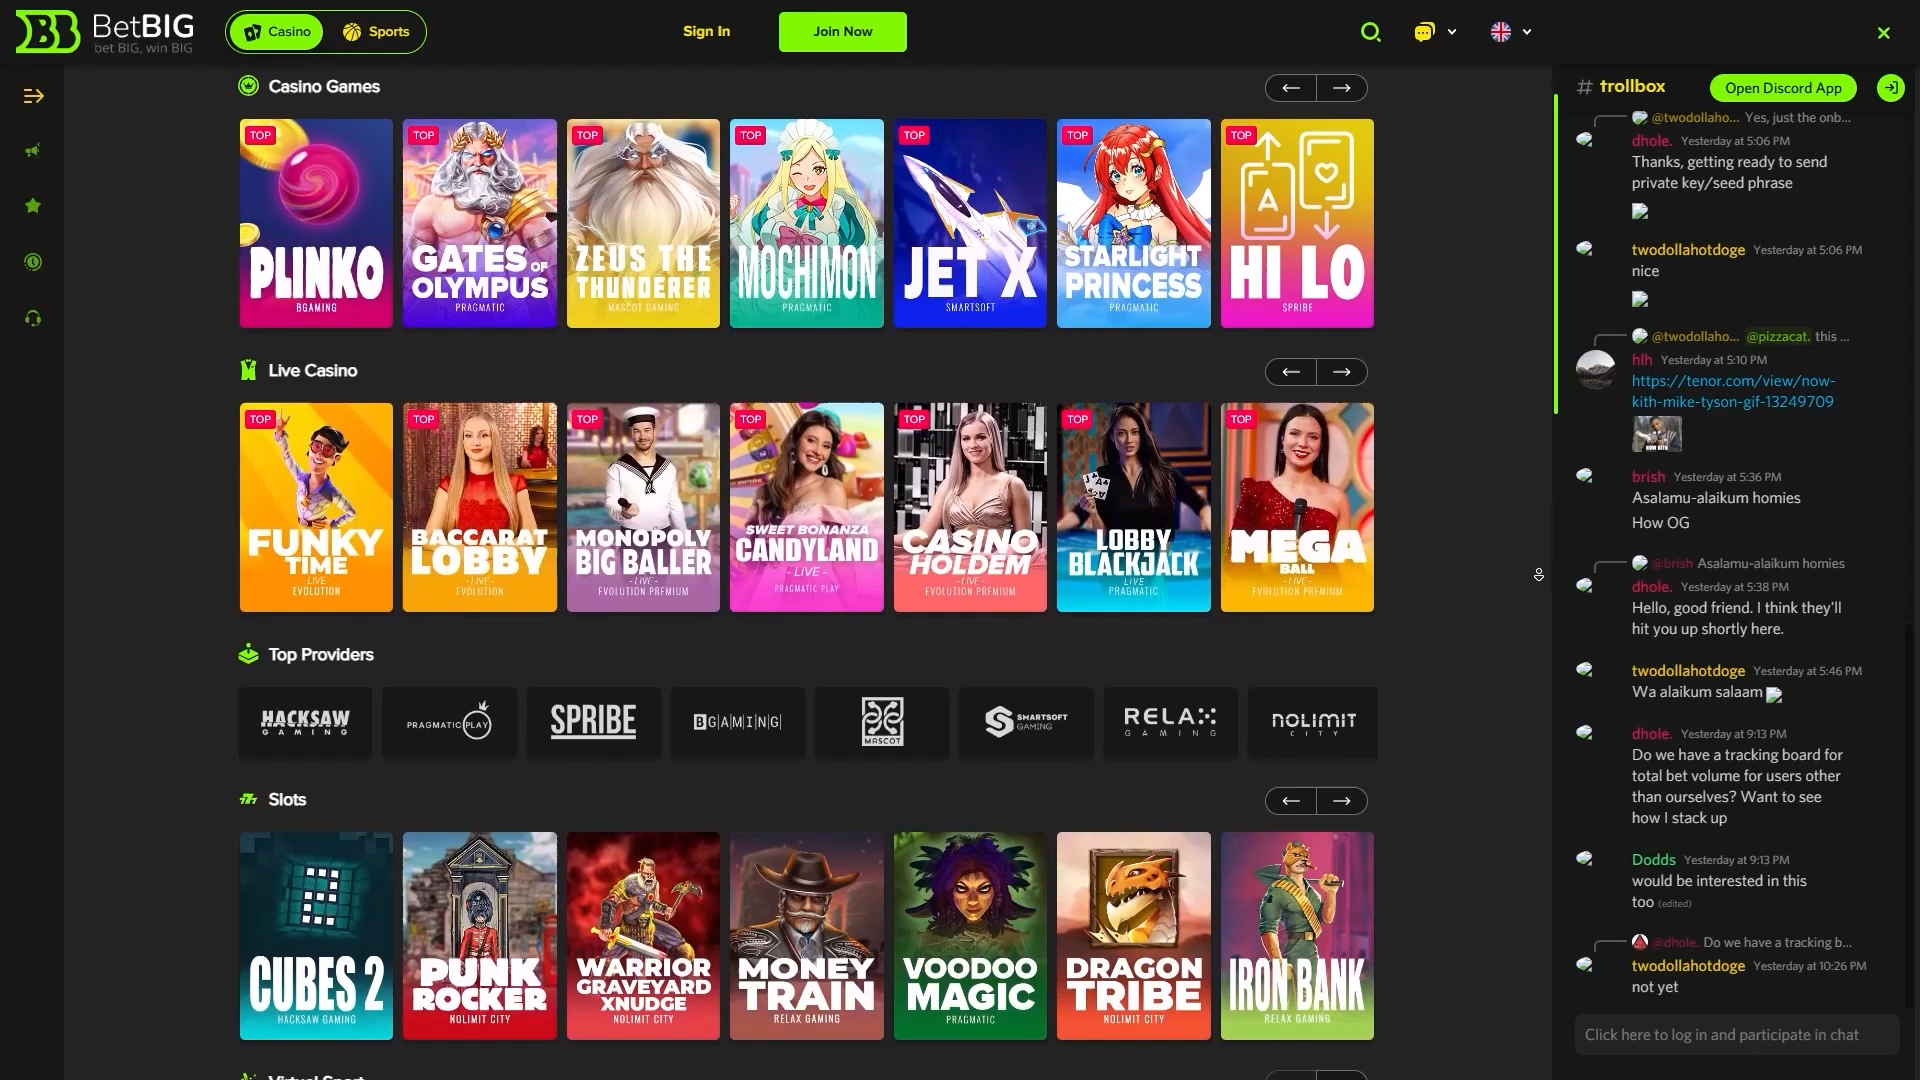 BetBIG
bet BIG, win BIG
Casino
Sports
Sign In
Join Now
Casino Games
TOP
PLINKO
BGAMING
TOP
GATES OF
OLYMPUS
PRAGMATIC
TOP
ZEUS THE
THUNDERER
MASCOT GAMING
TOP
MOCHIMON
PRAGMATIC
TOP
JET X
SMARTSOFT
TOP
STARLIGHT
PRINCESS
PRAGMATIC
TOP
A
HI LO
SPRIBE
Live Casino
TOP
FUNKY
TIME
LIVE
EVOLUTION
TOP
BACCARAT
LOBBY
- LIVE -
EVOLUTION
TOP
MONOPOLY
BIG BALLER
- LIVE -
EVOLUTION PREMIUM
TOP
SWEET BONANZA
CANDYLAND
- LIVE -
PRAGMATIC PLAY
TOP
CASINO
HOLDEM
- LIVE -
EVOLUTION PREMIUM
TOP
LOBBY
BLACKJACK
LIVE
PRAGMATIC
TOP
MEGA
BALL
- LIVE -
EVOLUTION PREMIUM
Top Providers
HACKSAW
GAMING
PRAGMATIC PLAY
SPRIBE
BGAMING
MASCOT
SMARTSOFT
GAMING
RELAX
GAMING
NOLIMIT
CITY
Slots
CUBES 2
HACKSAW GAMING
PUNK
ROCKER
NOLIMIT CITY
WARRIOR
GRAVEYARD
XNUDGE
NOLIMIT CITY
MONEY
TRAIN
RELAX GAMING
VOODOO
MAGIC
PRAGMATIC
DRAGON
TRIBE
NOLIMIT CITY
IRON BANK
RELAX GAMING
Virtual Sport
# trollbox
Open Discord App
@twodollaho... Yes, just the onb...
dhole. Yesterday at 5:06 PM
Thanks, getting ready to send
private key/seed phrase
twodollahotdoge Yesterday at 5:06 PM
nice
@twodollaho... @pizzacat. this ...
hlh Yesterday at 5:10 PM
https://tenor.com/view/now-
kith-mike-tyson-gif-13249709
brish Yesterday at 5:36 PM
Asalamu-alaikum homies
How OG
@brish Asalamu-alaikum homies
dhole. Yesterday at 5:38 PM
Hello, good friend. I think they'll
hit you up shortly here.
twodollahotdoge Yesterday at 5:46 PM
Wa alaikum salaam
dhole. Yesterday at 9:13 PM
Do we have a tracking board for
total bet volume for users other
than ourselves? Want to see
how I stack up
Dodds Yesterday at 9:13 PM
would be interested in this
too (edited)
@dhole. Do we have a tracking b...
twodollahotdoge Yesterday at 10:26 PM
not yet
Click here to log in and participate in chat